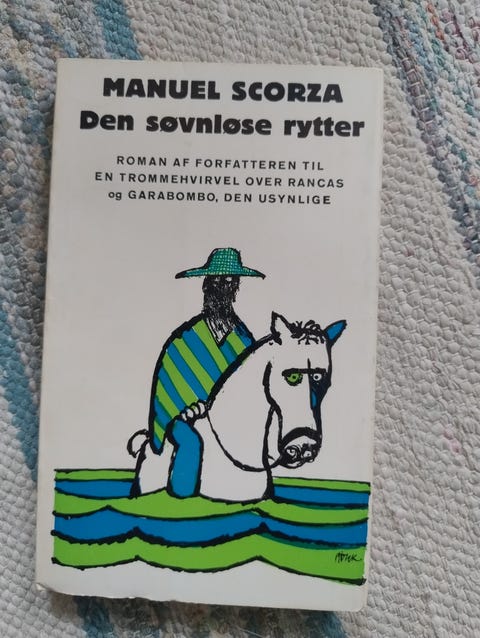 MANUEL SCORZA
Den søvnløse rytter
ROMAN AF FORFATTEREN TIL
EN TROMMEHVIRVEL OVER RANCAS
og GARABOMBO, DEN USYNLIGE